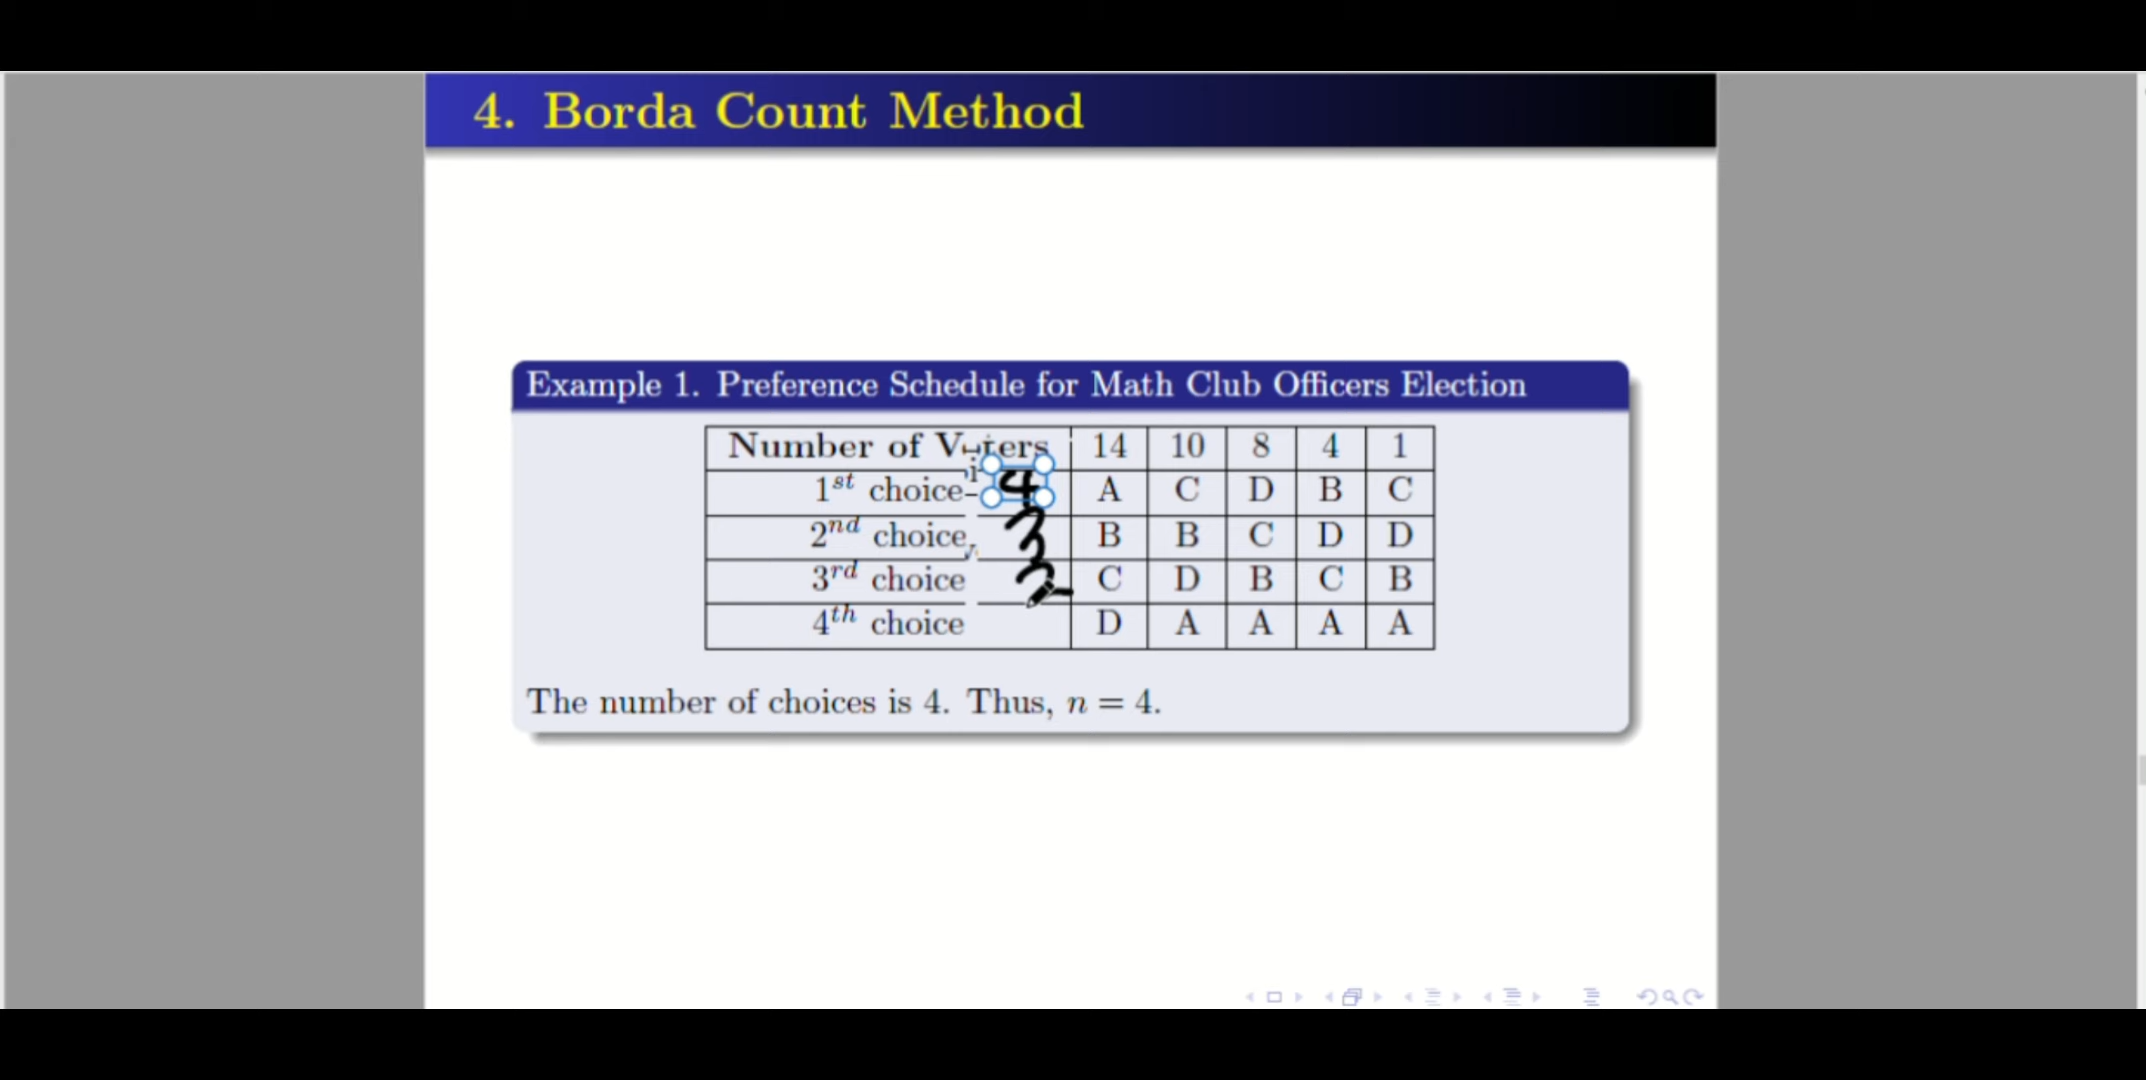 4. Borda Count Method
Example 1. Preference Schedule for Math Club Officers Election
Number of Voters 14 10 8 4 1
1st choice 4 A C D B C
2nd choice 3 B B C D D
3rd choice 2 C D B C B
4th choice D A A A A
The number of choices is 4. Thus, n = 4.